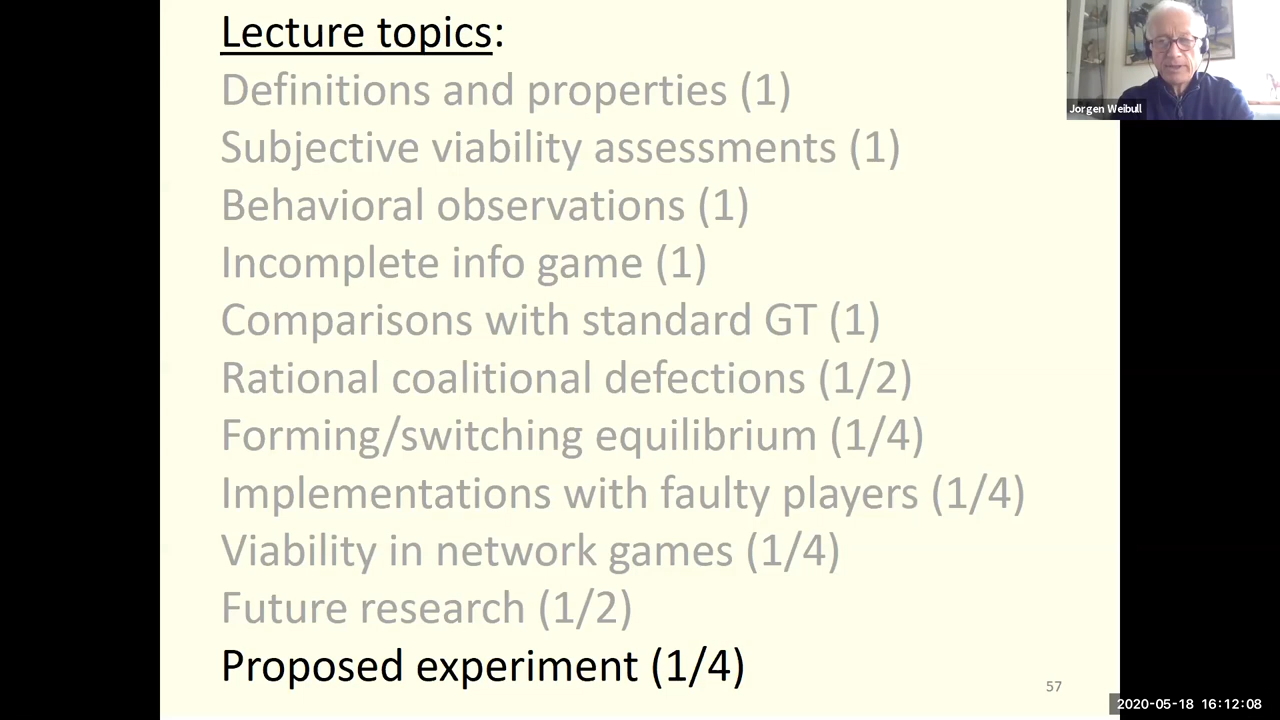 Lecture topics:
Definitions and properties (1)
Subjective viability assessments (1)
Behavioral observations (1)
Incomplete info game (1)
Comparisons with standard GT (1)
Rational coalitional defections (1/2)
Forming/switching equilibrium (1/4)
Implementations with faulty players (1/4)
Viability in network games (1/4)
Future research (1/2)
Proposed experiment (1/4)
57
Jorgen Weibull
2020-05-18 16:12:08